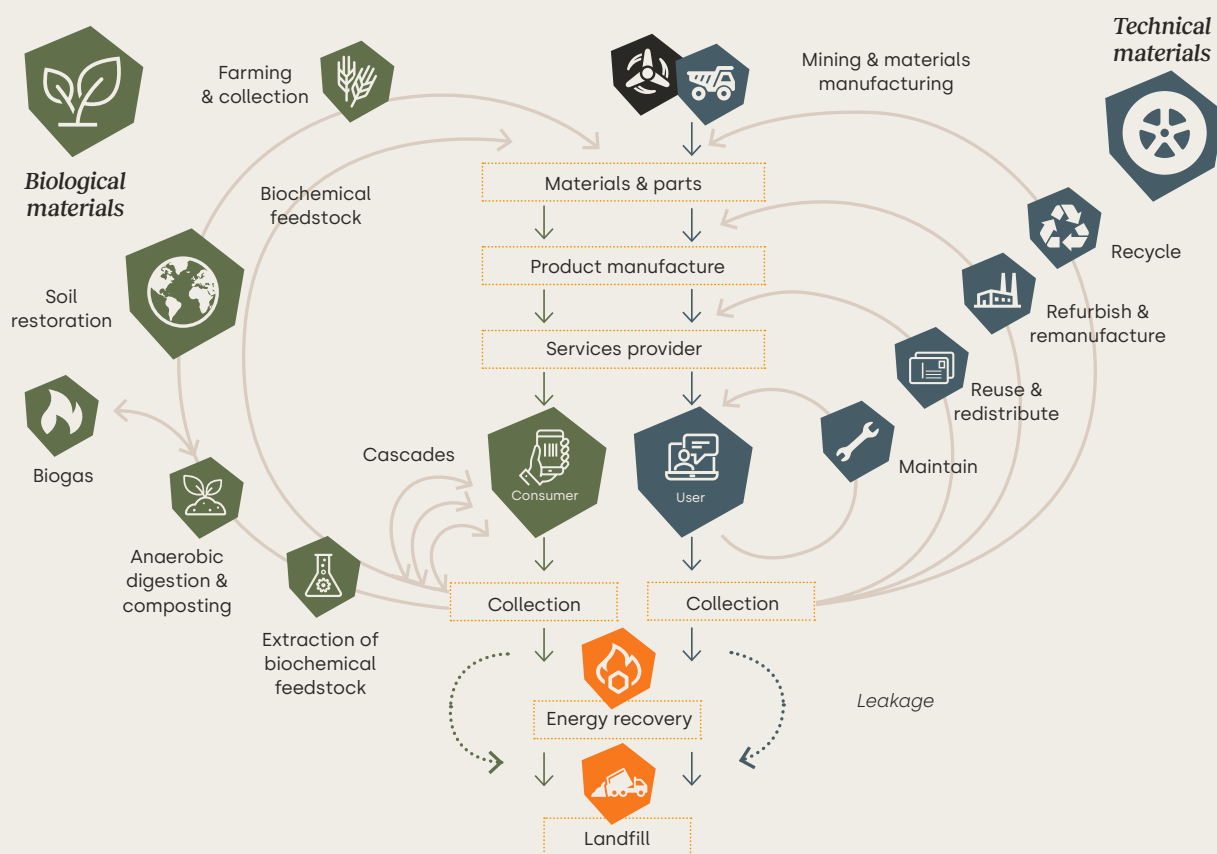 Technical
materials
Farming
& collection
Mining & materials
manufacturing
Biological
materials
Materials & parts
Biochemical
feedstock
Recycle
Product manufacture
Soil
restoration
Refurbish &
remanufacture
Services provider
Reuse &
redistribute
Cascades
Maintain
Biogas
Consumer
User
Anaerobic
digestion &
composting
Collection
Collection
Extraction of
biochemical
feedstock
Leakage
Energy recovery
Landfill